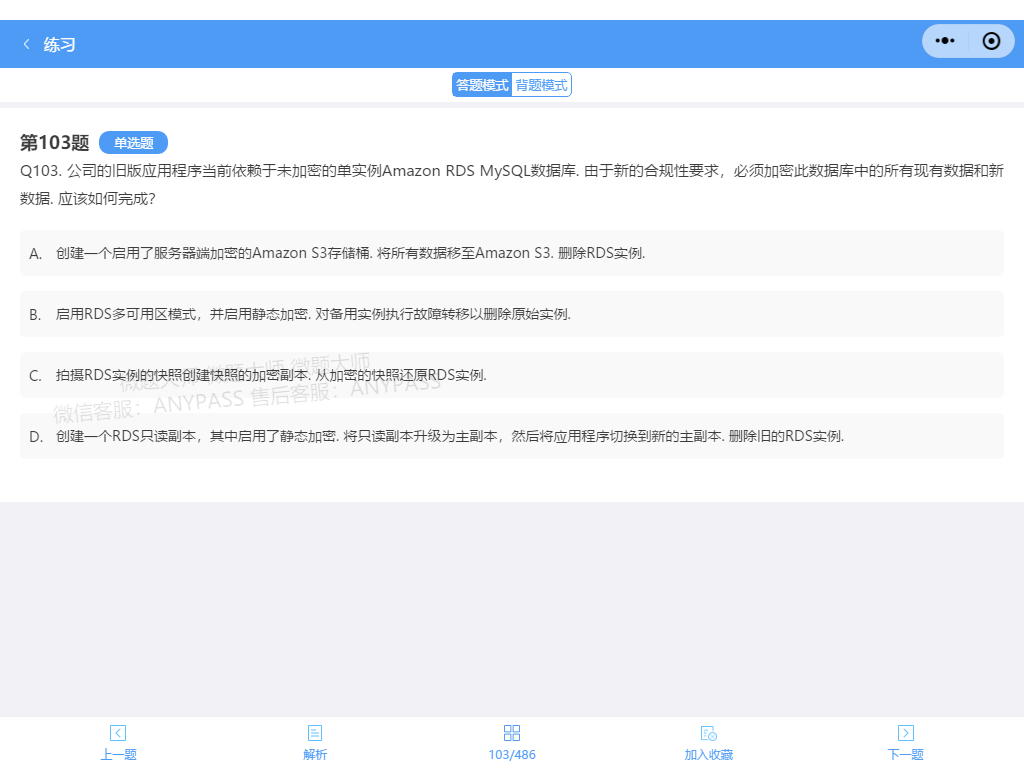 练习
答题模式 背题模式
第103题 单选题
Q103. 公司的旧版应用程序当前依赖于未加密的单实例Amazon RDS MySQL数据库. 由于新的合规性要求，必须加密此数据库中的所有现有数据和新
数据. 应该如何完成?
A. 创建一个启用了服务器端加密的Amazon S3存储桶. 将所有数据移至Amazon S3. 删除RDS实例.
B. 启用RDS多可用区模式，并启用静态加密. 对备用实例执行故障转移以删除原始实例.
C. 拍摄RDS实例的快照创建快照的加密副本. 从加密的快照还原RDS实例.
微题大师 微题大师 微题大师
微信客服：ANYPASS 售后客服：ANYPASS
D. 创建一个RDS只读副本，其中启用了静态加密. 将只读副本升级为主副本，然后将应用程序切换到新的主副本. 删除旧的RDS实例.
上一题 解析 103/486 加入收藏 下一题